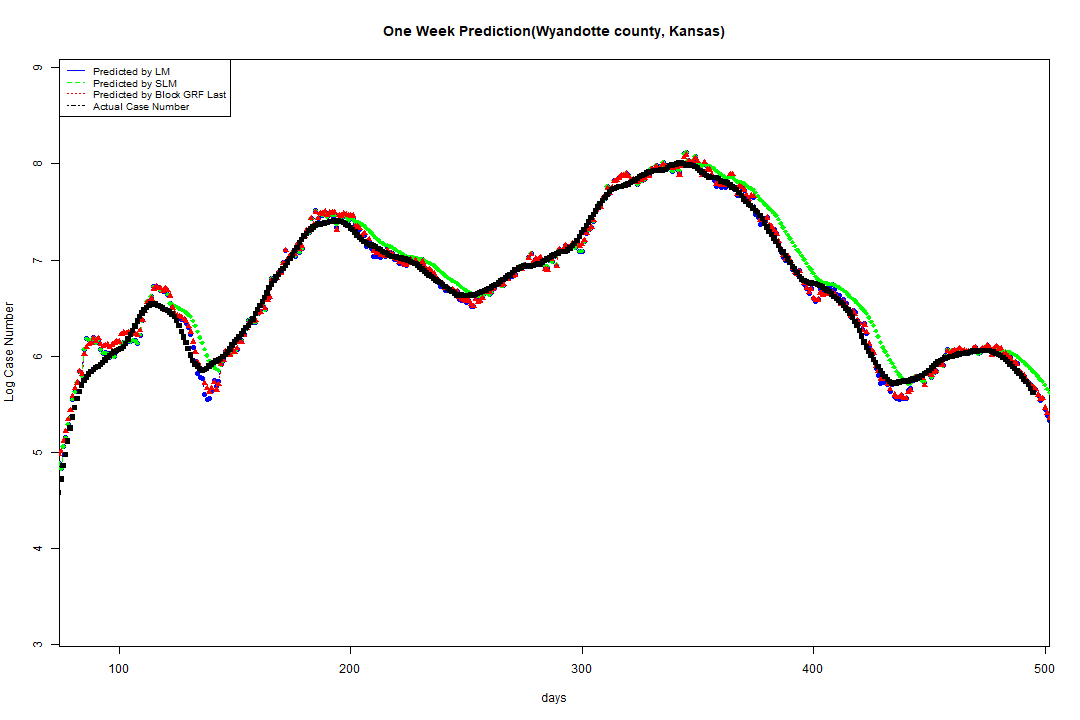 One Week Prediction(Wyandotte county, Kansas)
Predicted by LM
Predicted by SLM
Predicted by Block GRF Last
Actual Case Number
9
8
7
6
5
4
3
Log Case Number
100 200 300 400 500
days